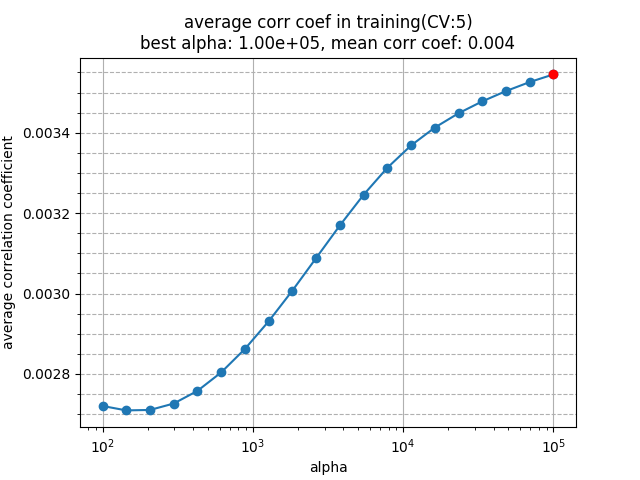 average corr coef in training(CV:5)
best alpha: 1.00e+05, mean corr coef: 0.004
average correlation coefficient
0.0034
0.0032
0.0030
0.0028
10²
10³
10⁴
10⁵
alpha